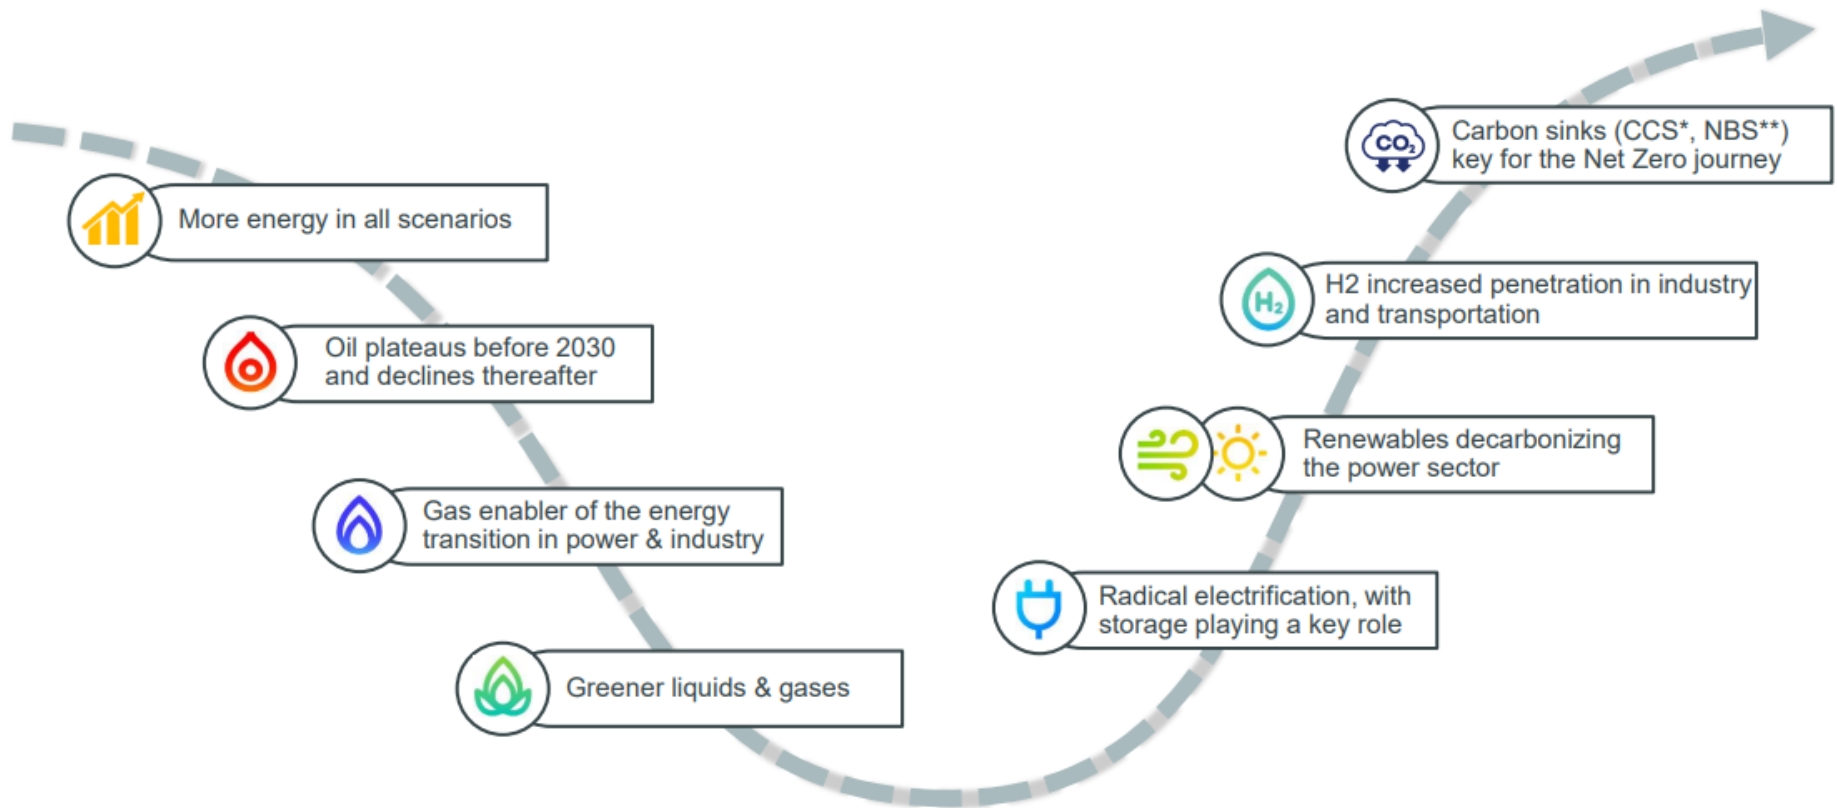 More energy in all scenarios
Oil plateaus before 2030
and declines thereafter
Gas enabler of the energy
transition in power & industry
Greener liquids & gases
Radical electrification, with
storage playing a key role
Renewables decarbonizing
the power sector
H2
H2 increased penetration in industry
and transportation
CO2
Carbon sinks (CCS*, NBS**)
key for the Net Zero journey